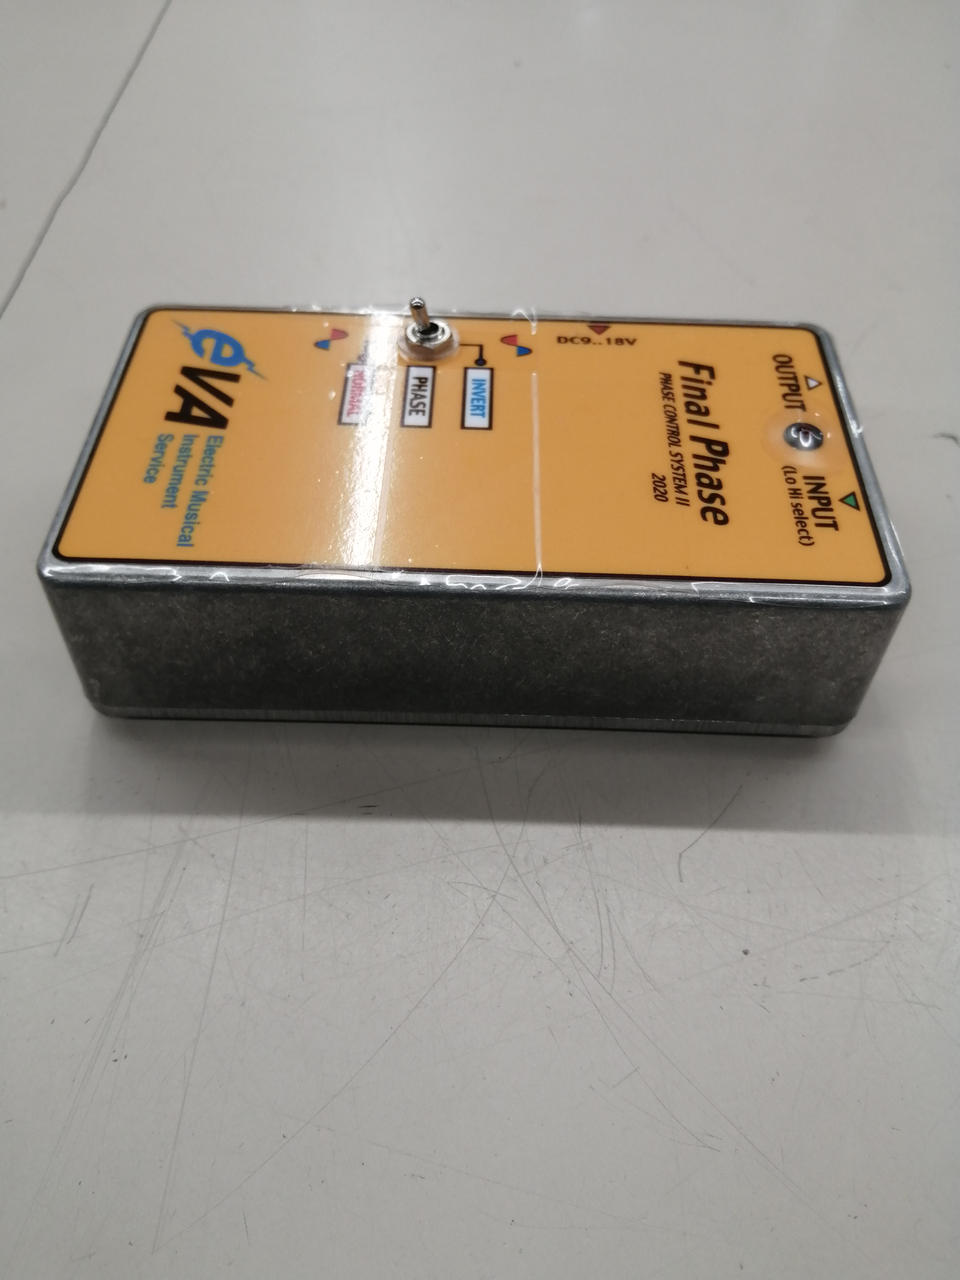 OUTPUT
INPUT
(Lo Hi select)
Final Phase
PHASE CONTROL SYSTEM II
2020
DC9..18V
INVERT
PHASE
NORMAL
eVA
Electric Musical
Instrument
Service